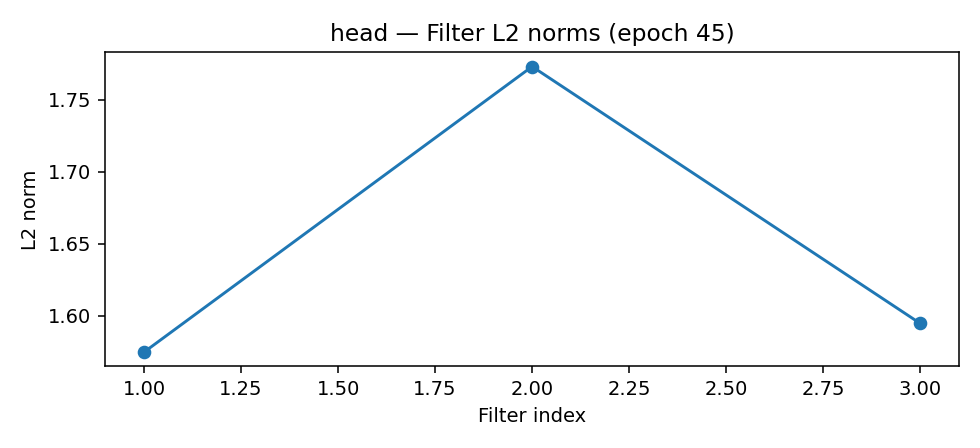 head — Filter L2 norms (epoch 45)
L2 norm
1.75
1.70
1.65
1.60
1.00 1.25 1.50 1.75 2.00 2.25 2.50 2.75 3.00
Filter index